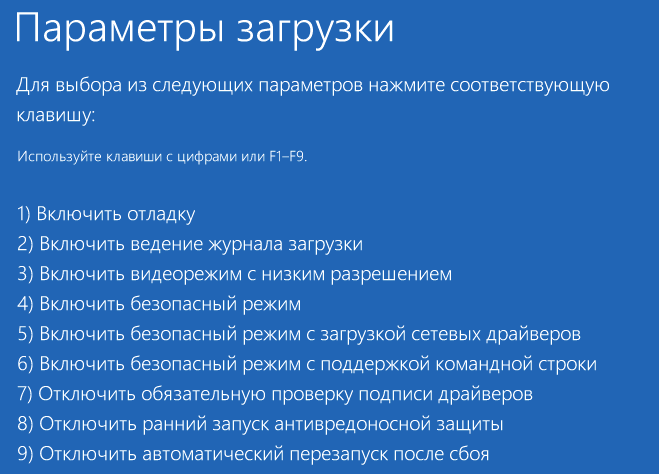 Параметры загрузки
Для выбора из следующих параметров нажмите соответствующую
клавишу:
Используйте клавиши с цифрами или F1–F9.
1) Включить отладку
2) Включить ведение журнала загрузки
3) Включить видеорежим с низким разрешением
4) Включить безопасный режим
5) Включить безопасный режим с загрузкой сетевых драйверов
6) Включить безопасный режим с поддержкой командной строки
7) Отключить обязательную проверку подписи драйверов
8) Отключить ранний запуск антивредоносной защиты
9) Отключить автоматический перезапуск после сбоя